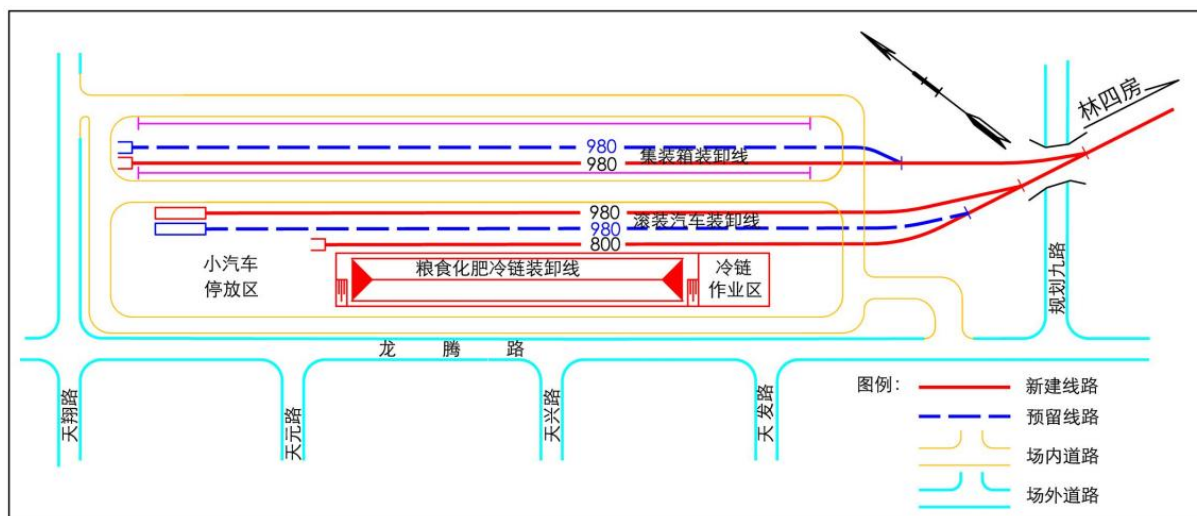 林四房
980
集装箱装卸线
980
980
滚装汽车装卸线
980
800
小汽车
停放区
粮食化肥冷链装卸线
冷链
作业区
规划九路
龙腾路
天翔路
天元路
天兴路
天发路
图例：
新建线路
预留线路
场内道路
场外道路